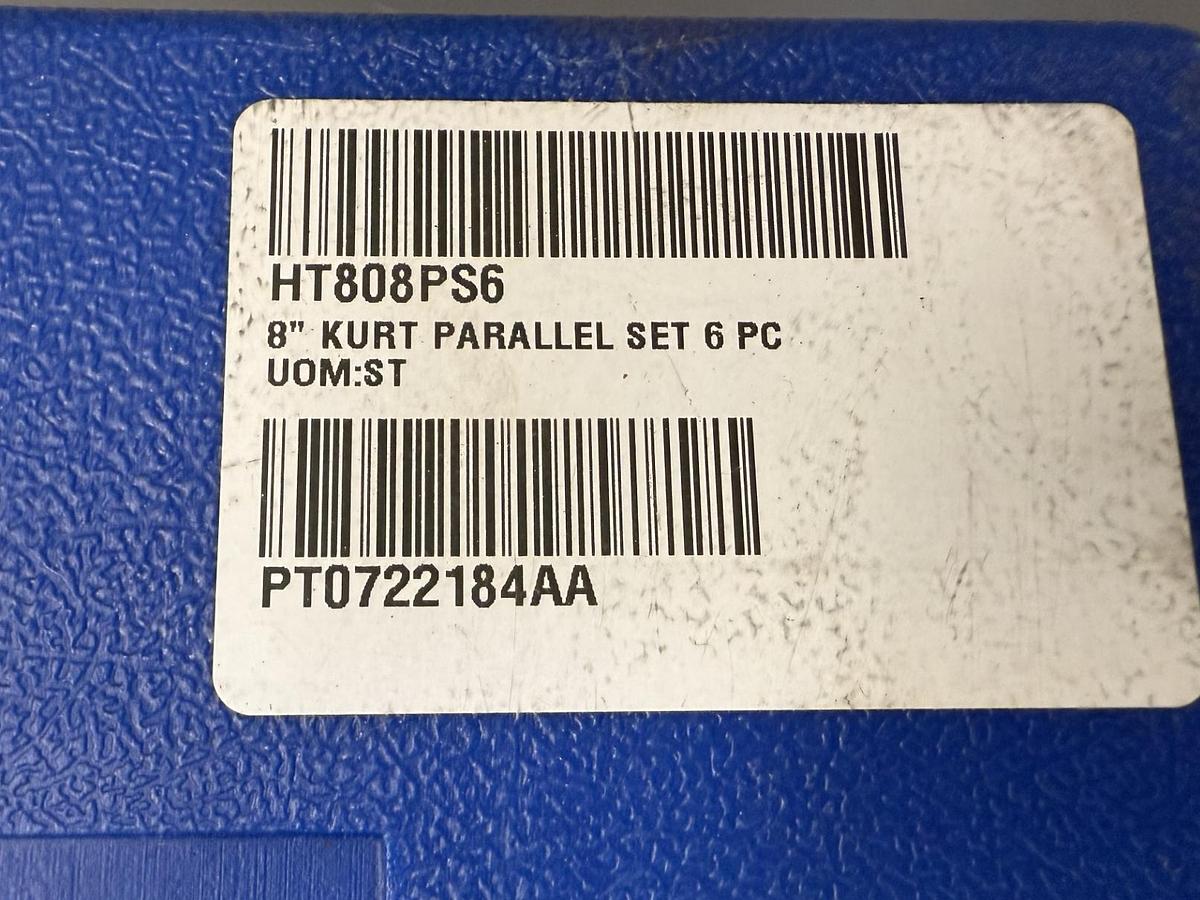 HT808PS6
8" KURT PARALLEL SET 6 PC
UOM:ST
PT0722184AA